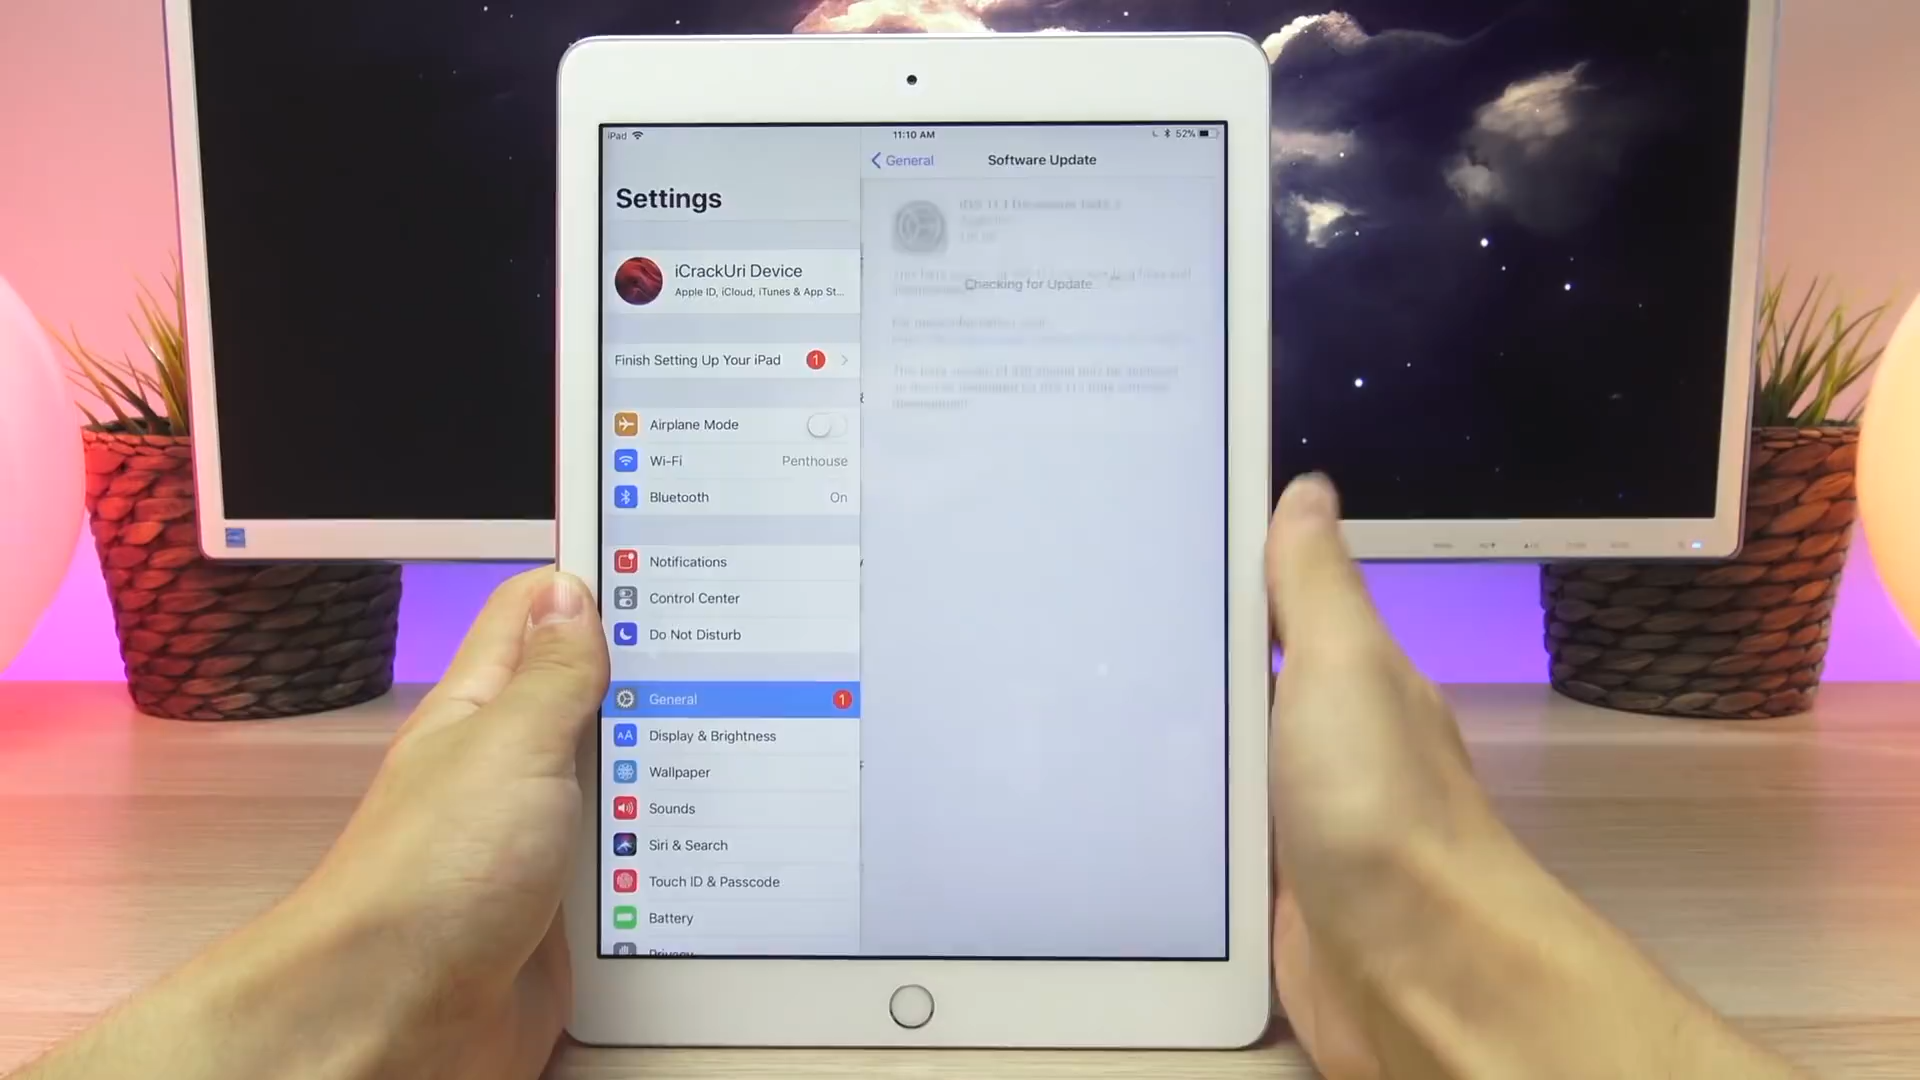 iPad
11:10 AM
52%
Settings
General
Software Update
iCrackUri Device
Apple ID, iCloud, iTunes & App St...
Checking for Update...
Finish Setting Up Your iPad
1
Airplane Mode
Wi-Fi
Penthouse
Bluetooth
On
Notifications
Control Center
Do Not Disturb
General
1
AA
Display & Brightness
Wallpaper
Sounds
Siri & Search
Touch ID & Passcode
Battery
Privacy